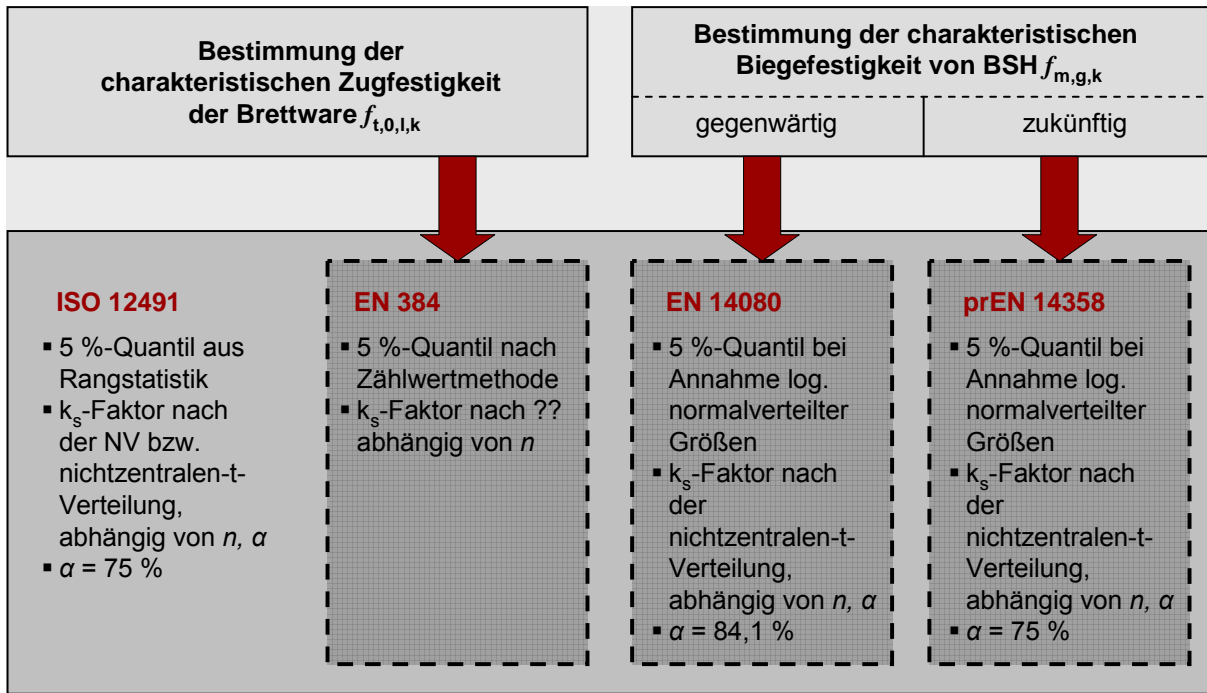 Bestimmung der
charakteristischen Zugfestigkeit
der Brettware f_t,0,l,k
Bestimmung der charakteristischen
Biegefestigkeit von BSH f_m,g,k
gegenwärtig
zukünftig
ISO 12491
▪ 5 %-Quantil aus
Rangstatistik
▪ k_s-Faktor nach
der NV bzw.
nichtzentralen-t-
Verteilung,
abhängig von n, α
▪ α = 75 %
EN 384
▪ 5 %-Quantil nach
Zählwertmethode
▪ k_s-Faktor nach ??
abhängig von n
EN 14080
▪ 5 %-Quantil bei
Annahme log.
normalverteilter
Größen
▪ k_s-Faktor nach
der
nichtzentralen-t-
Verteilung,
abhängig von n, α
▪ α = 84,1 %
prEN 14358
▪ 5 %-Quantil bei
Annahme log.
normalverteilter
Größen
▪ k_s-Faktor nach
der
nichtzentralen-t-
Verteilung,
abhängig von n, α
▪ α = 75 %